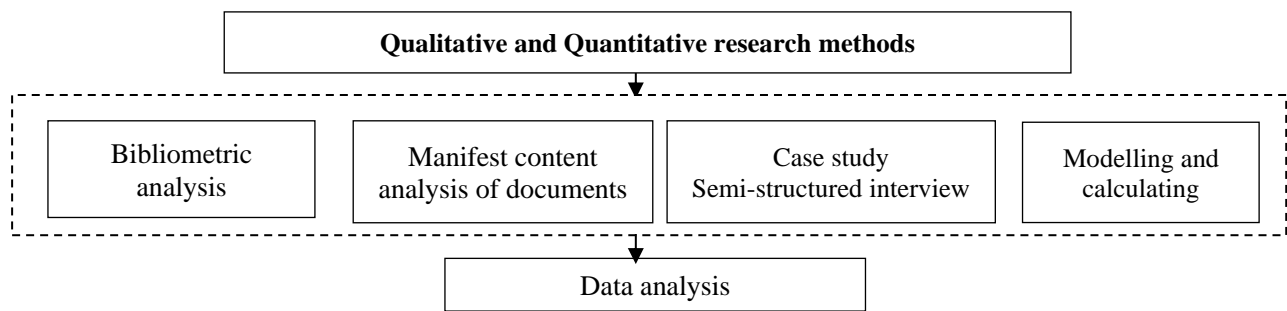 Qualitative and Quantitative research methods
Bibliometric
analysis
Manifest content
analysis of documents
Case study
Semi-structured interview
Modelling and
calculating
Data analysis